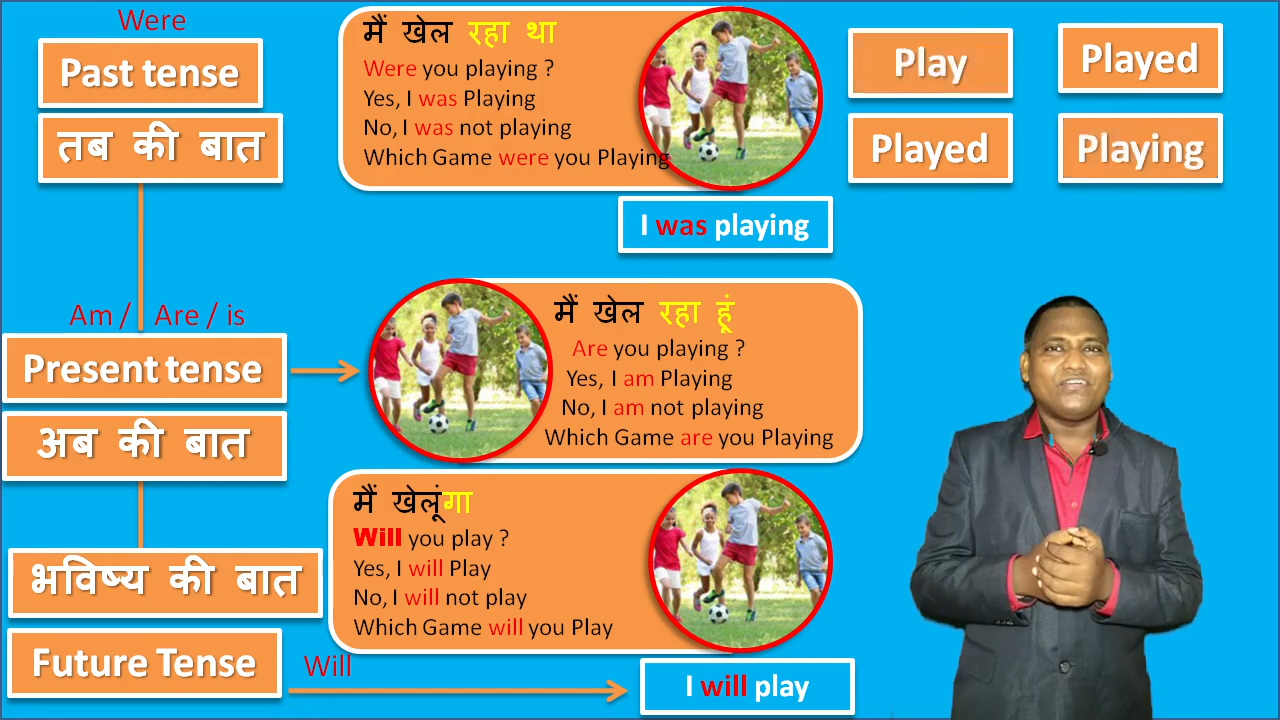 Were
Past tense
तब की बात
मैं खेल रहा था
Were you playing ?
Yes, I was Playing
No, I was not playing
Which Game were you Playing
I was playing
Play
Played
Played
Playing
Am / Are / is
Present tense
अब की बात
मैं खेल रहा हूं
Are you playing ?
Yes, I am Playing
No, I am not playing
Which Game are you Playing
भविष्य की बात
Future Tense
मैं खेलूंगा
Will you play ?
Yes, I will Play
No, I will not play
Which Game will you Play
Will
I will play